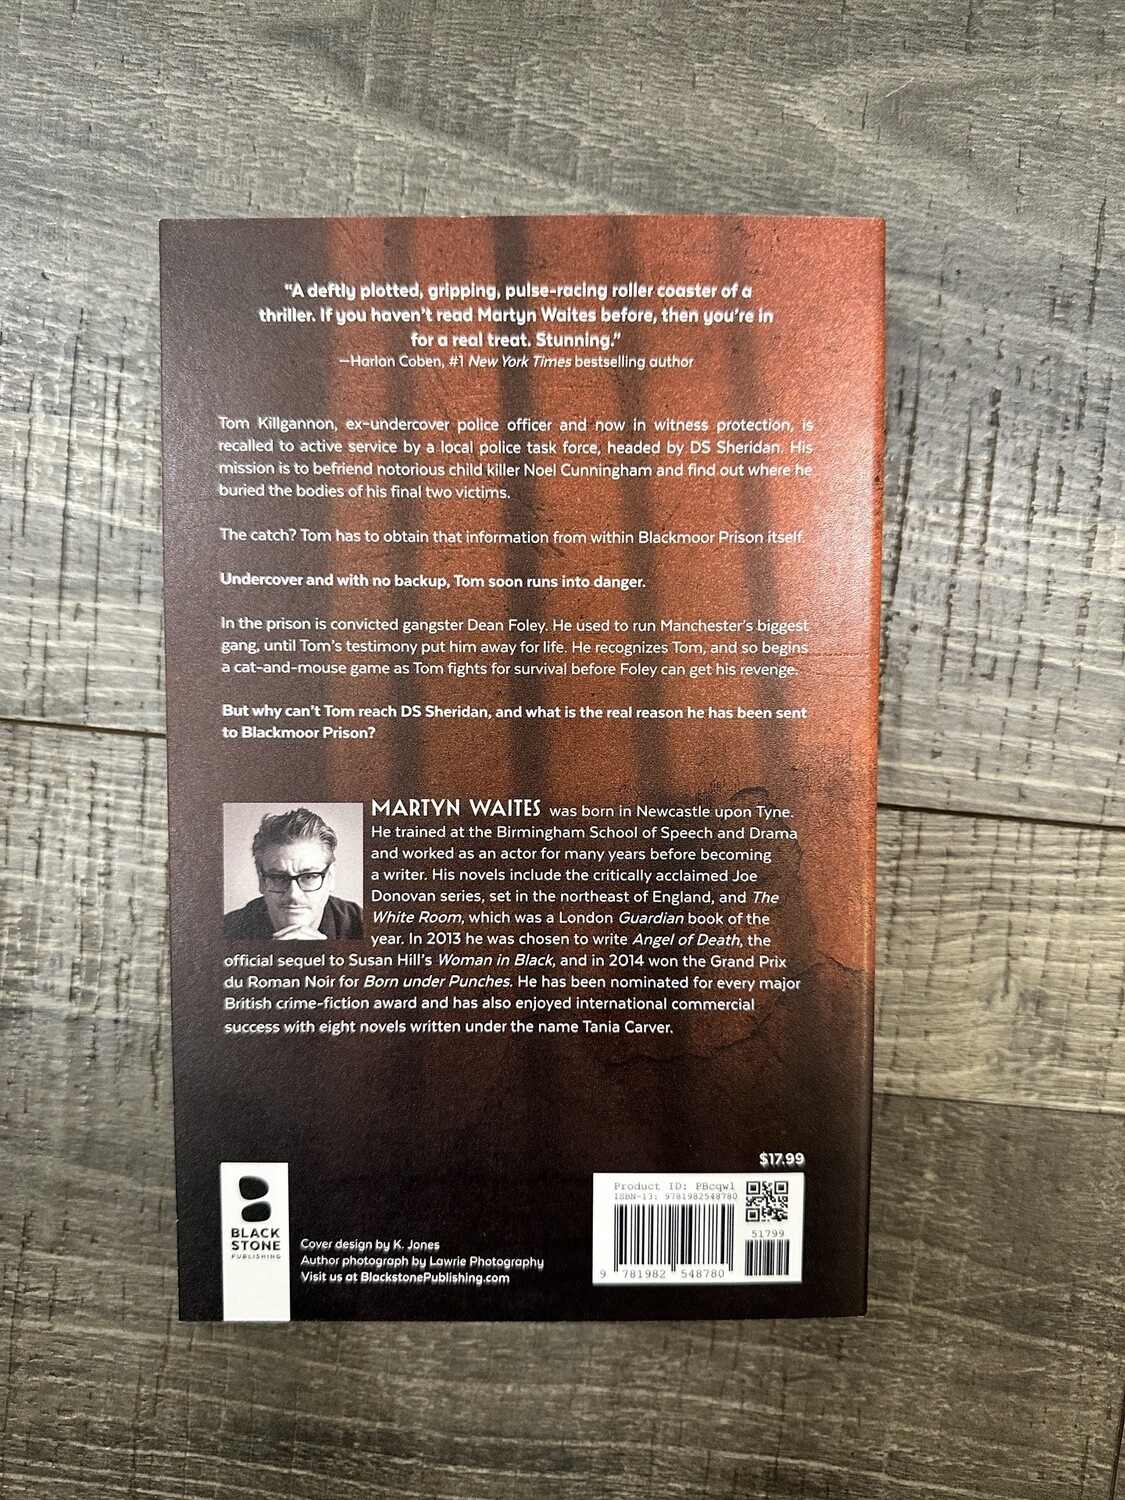 “A deftly plotted, gripping, pulse-racing roller coaster of a
thriller. If you haven’t read Martyn Waites before, then you’re in
for a real treat. Stunning.”
—Harlan Coben, #1 New York Times bestselling author
Tom Killgannon, ex-undercover police officer and now in witness protection, is
recalled to active service by a local police task force, headed by DS Sheridan. His
mission is to befriend notorious child killer Noel Cunningham and find out where he
buried the bodies of his final two victims.
The catch? Tom has to obtain that information from within Blackmoor Prison itself.
Undercover and with no backup, Tom soon runs into danger.
In the prison is convicted gangster Dean Foley. He used to run Manchester’s biggest
gang, until Tom’s testimony put him away for life. He recognizes Tom, and so begins
a cat-and-mouse game as Tom fights for survival before Foley can get his revenge.
But why can’t Tom reach DS Sheridan, and what is the real reason he has been sent
to Blackmoor Prison?
MARTYN WAITES was born in Newcastle upon Tyne.
He trained at the Birmingham School of Speech and Drama
and worked as an actor for many years before becoming
a writer. His novels include the critically acclaimed Joe
Donovan series, set in the northeast of England, and The
White Room, which was a London Guardian book of the
year. In 2013 he was chosen to write Angel of Death, the
official sequel to Susan Hill’s Woman in Black, and in 2014 won the Grand Prix
du Roman Noir for Born under Punches. He has been nominated for every major
British crime-fiction award and has also enjoyed international commercial
success with eight novels written under the name Tania Carver.
BLACK
STONE
PUBLISHING
Cover design by K. Jones
Author photograph by Lawrie Photography
Visit us at BlackstonePublishing.com
$17.99
Product ID: PBcqw1
ISBN-13: 9781982548780
51799
9 781982 548780